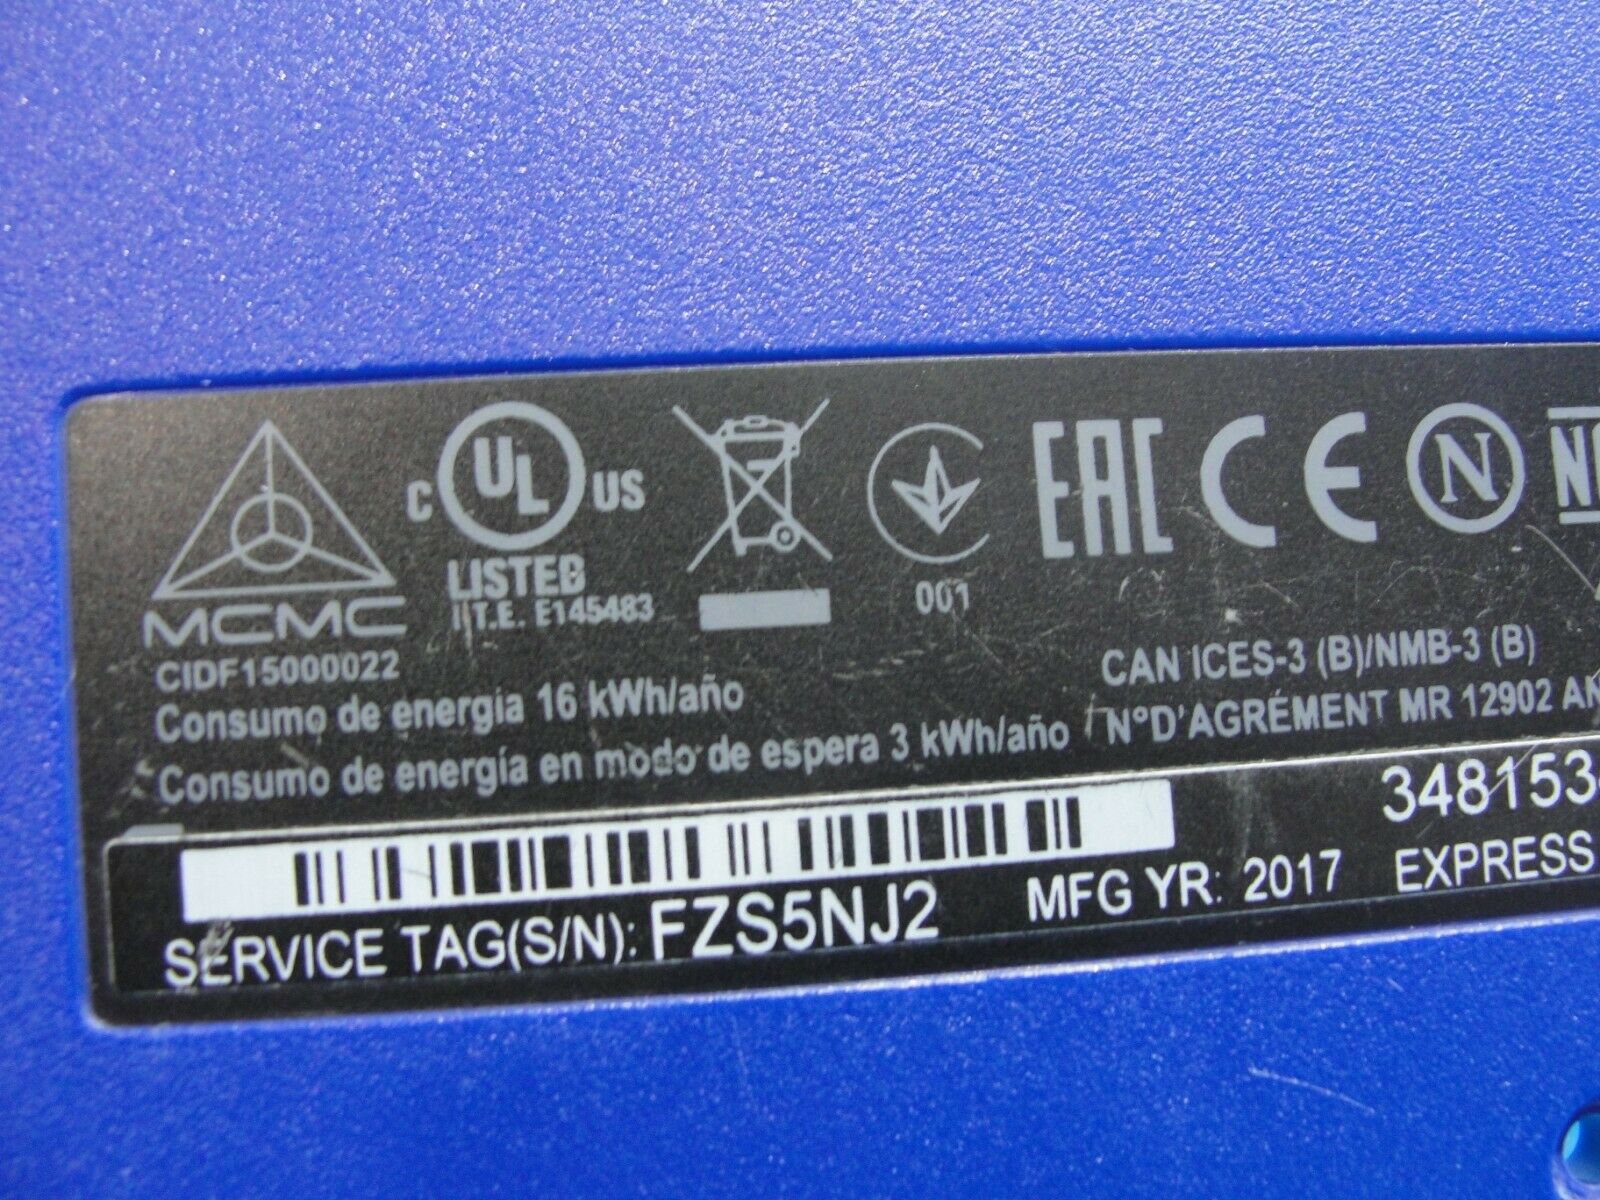 MCMC
CIDF15000022
C UL US
LISTED
I.T.E. E145483
001
EAC CE N
CAN ICES-3 (B)/NMB-3 (B)
N°D'AGRÉMENT MR 12902
Consumo de energía 16 kWh/año
Consumo de energía en modo de espera 3 kWh/año
348153
SERVICE TAG(S/N): FZS5NJ2
MFG YR: 2017
EXPRESS